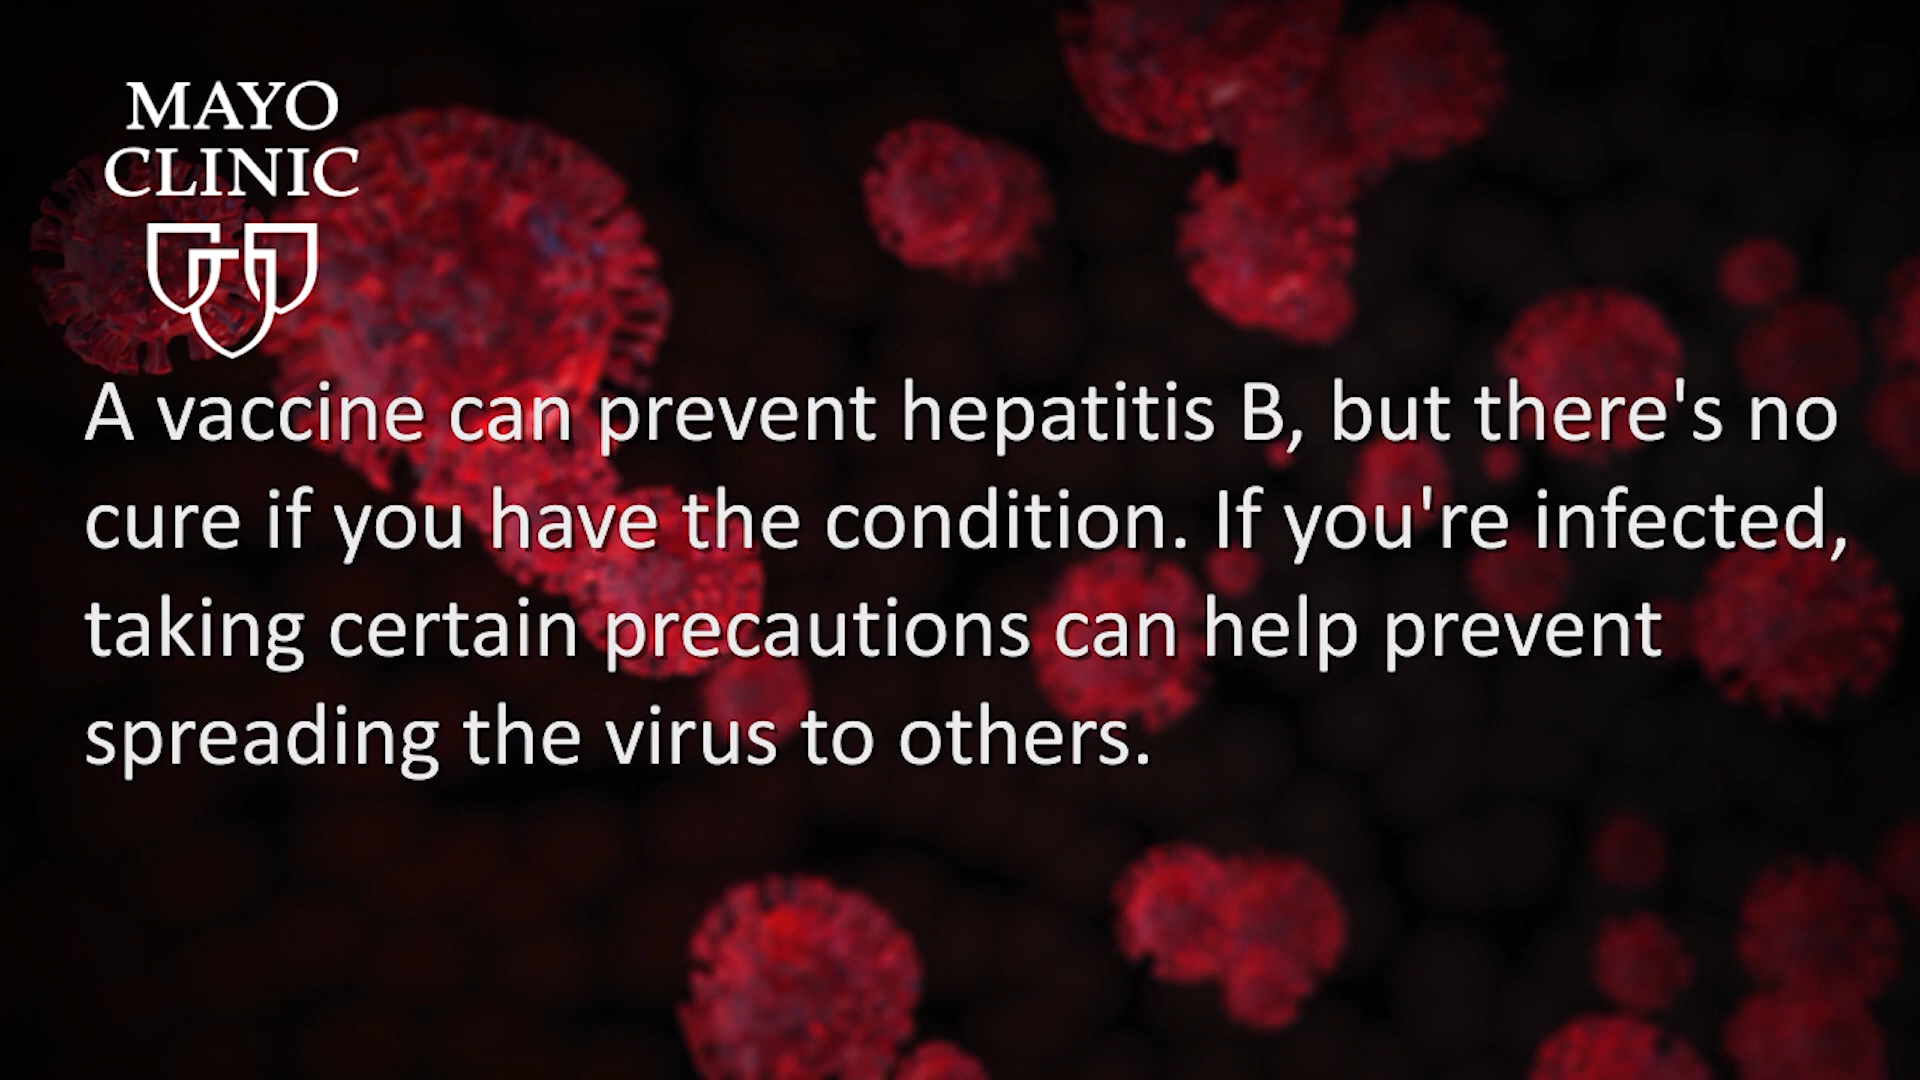 MAYO
CLINIC
A vaccine can prevent hepatitis B, but there's no
cure if you have the condition. If you're infected,
taking certain precautions can help prevent
spreading the virus to others.